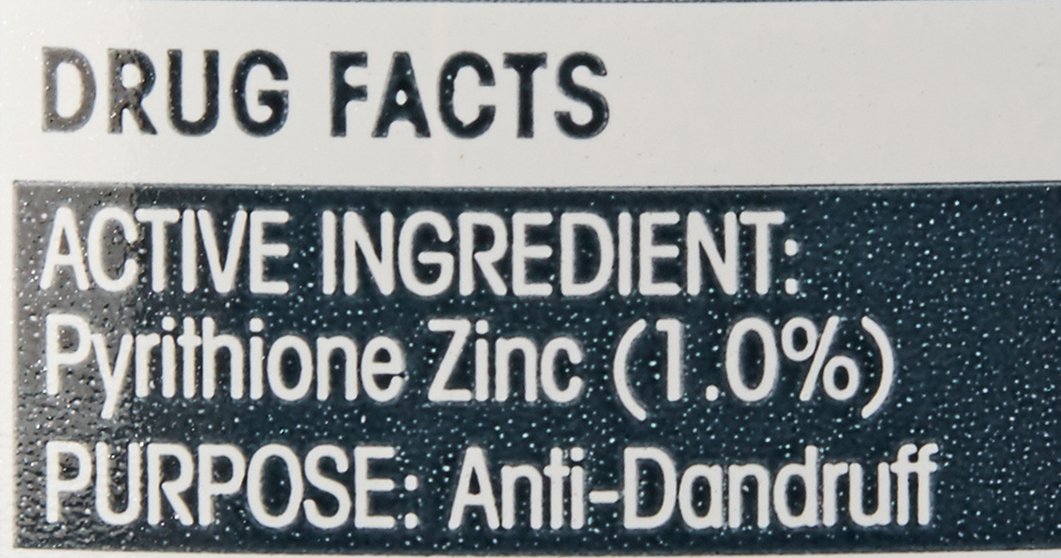 DRUG FACTS
ACTIVE INGREDIENT:
Pyrithione Zinc (1.0%)
PURPOSE: Anti-Dandruff